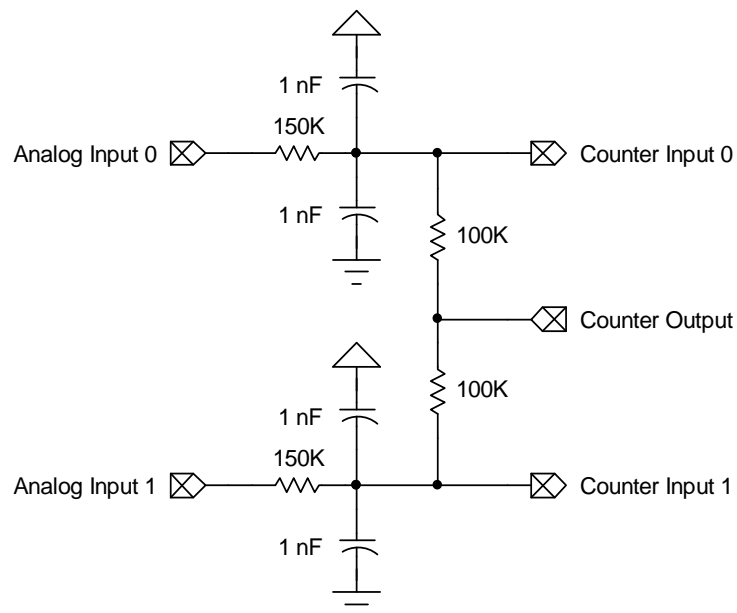 1 nF
150K
Analog Input 0
Counter Input 0
1 nF
100K
Counter Output
1 nF
100K
150K
Analog Input 1
Counter Input 1
1 nF